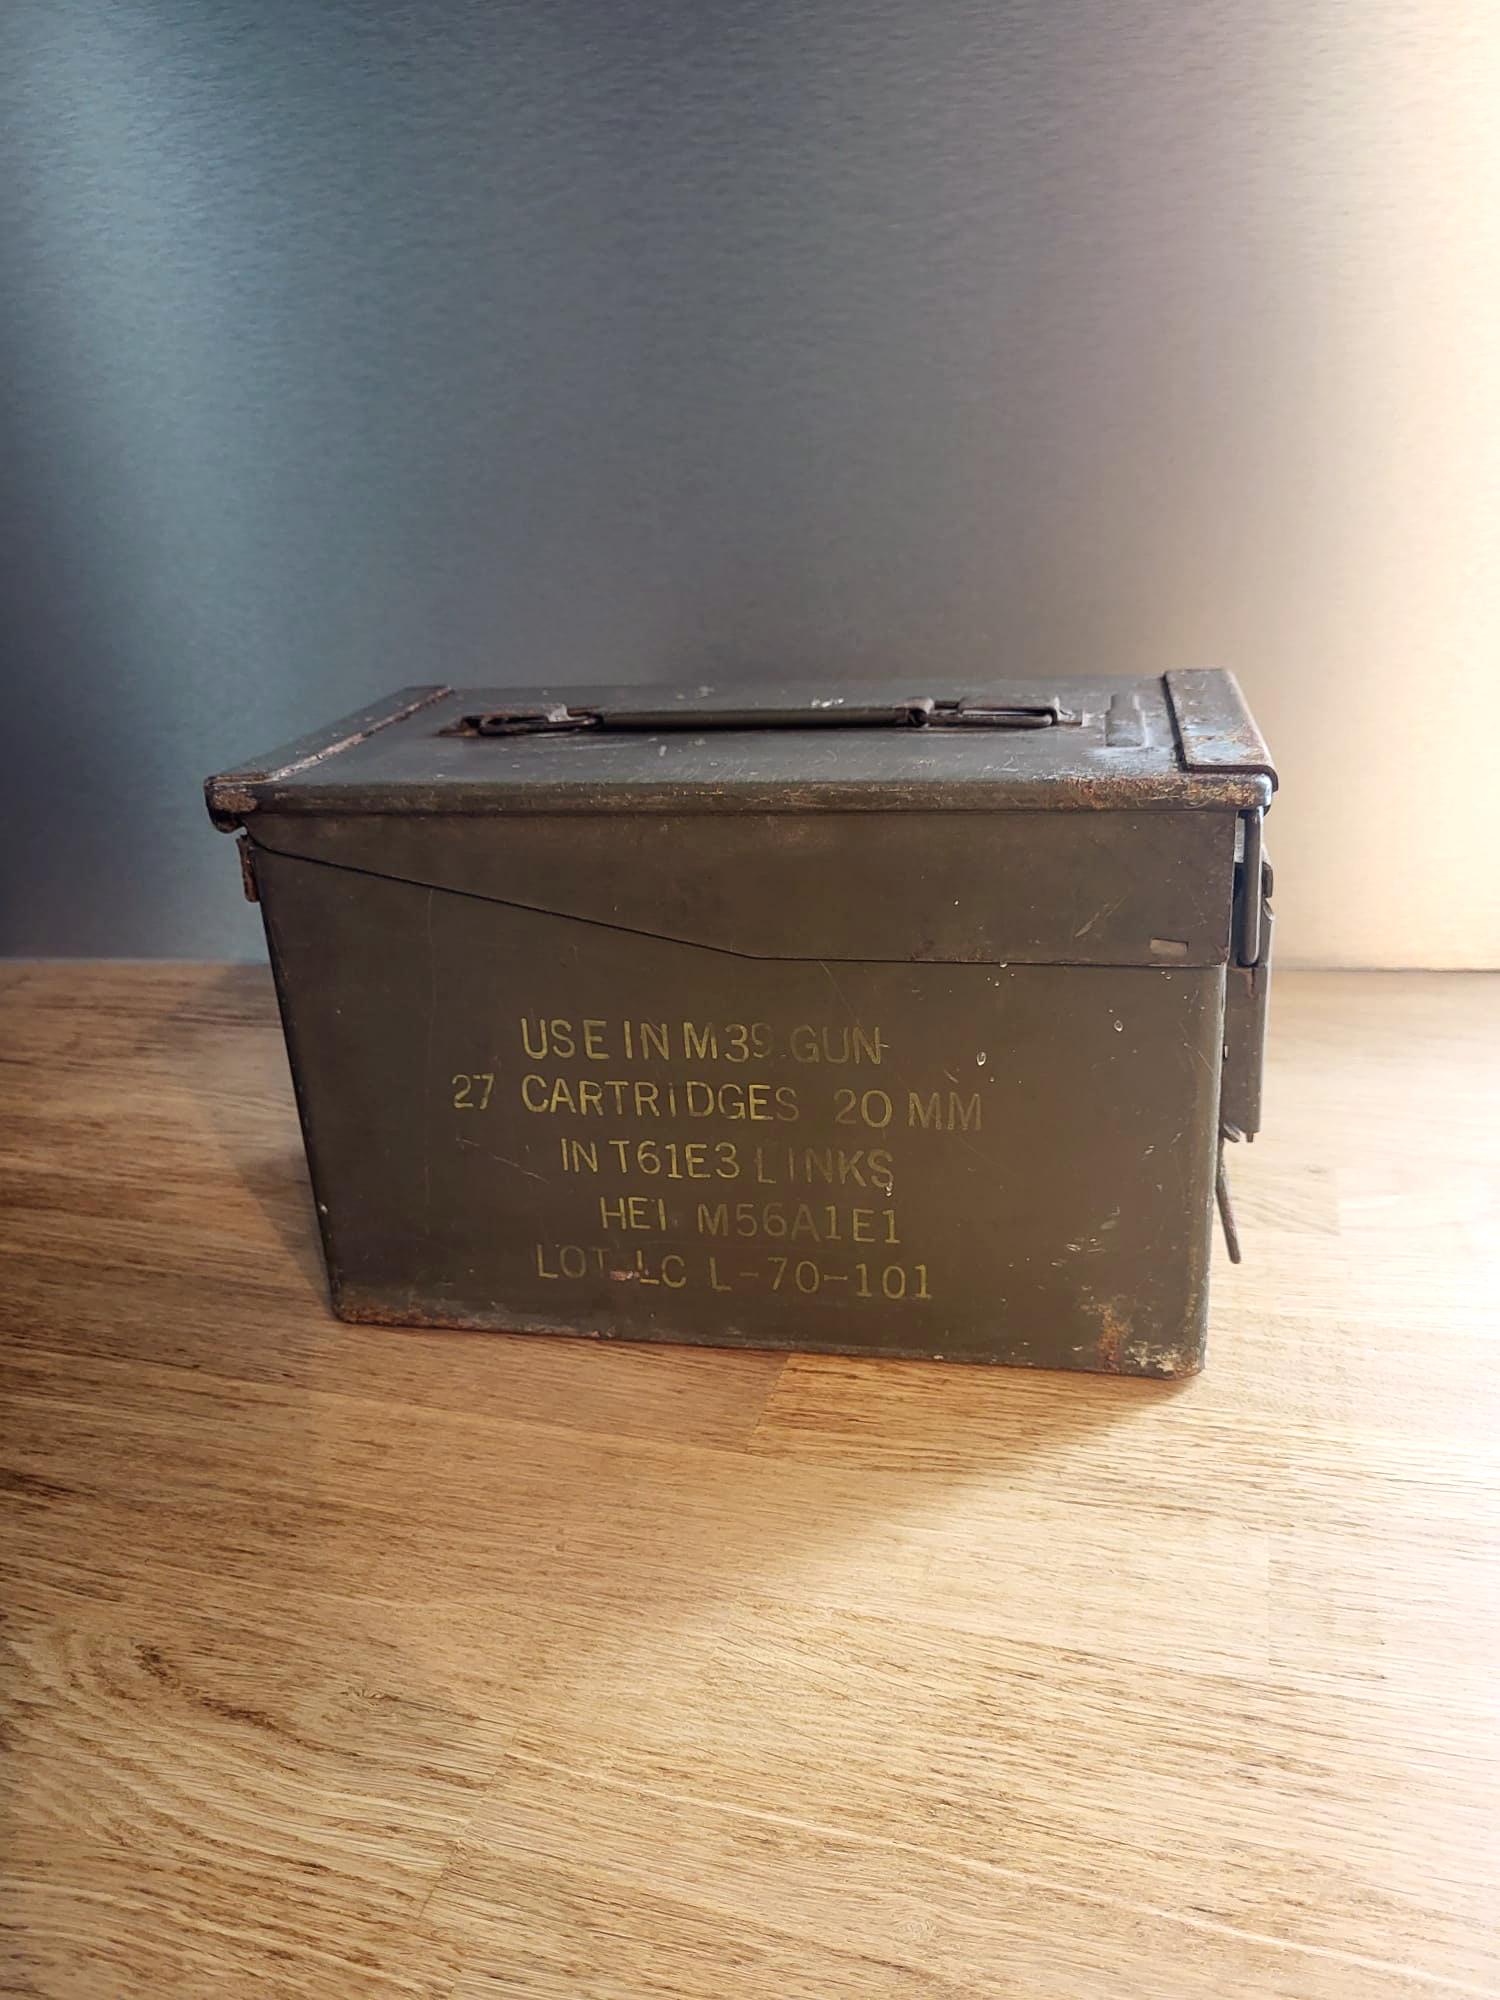 USE IN M39 GUN
27 CARTRIDGES 20 MM
IN T61E3 LINKS
HEI M56A1E1
LOT LC L-70-101